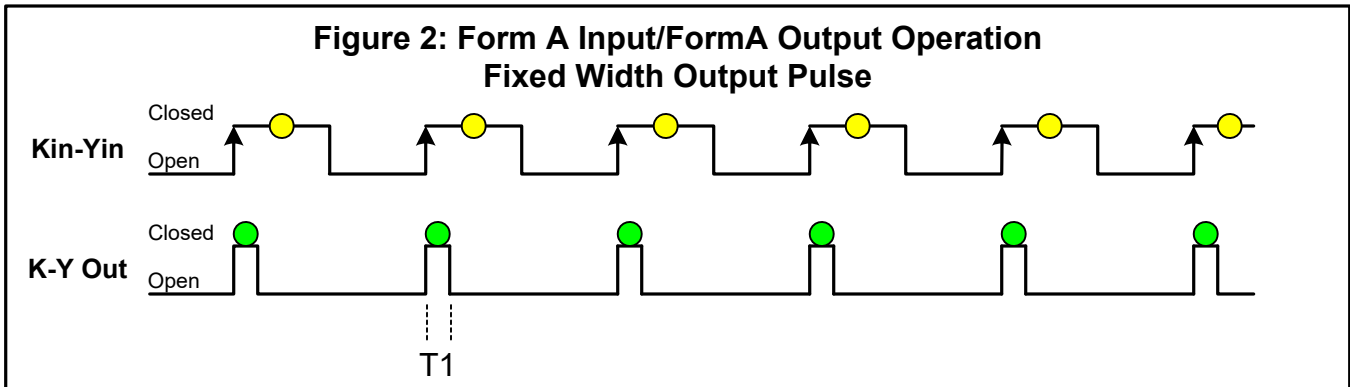 Figure 2: Form A Input/FormA Output Operation
Fixed Width Output Pulse
Closed
Kin-Yin
Open
Closed
K-Y Out
Open
T1